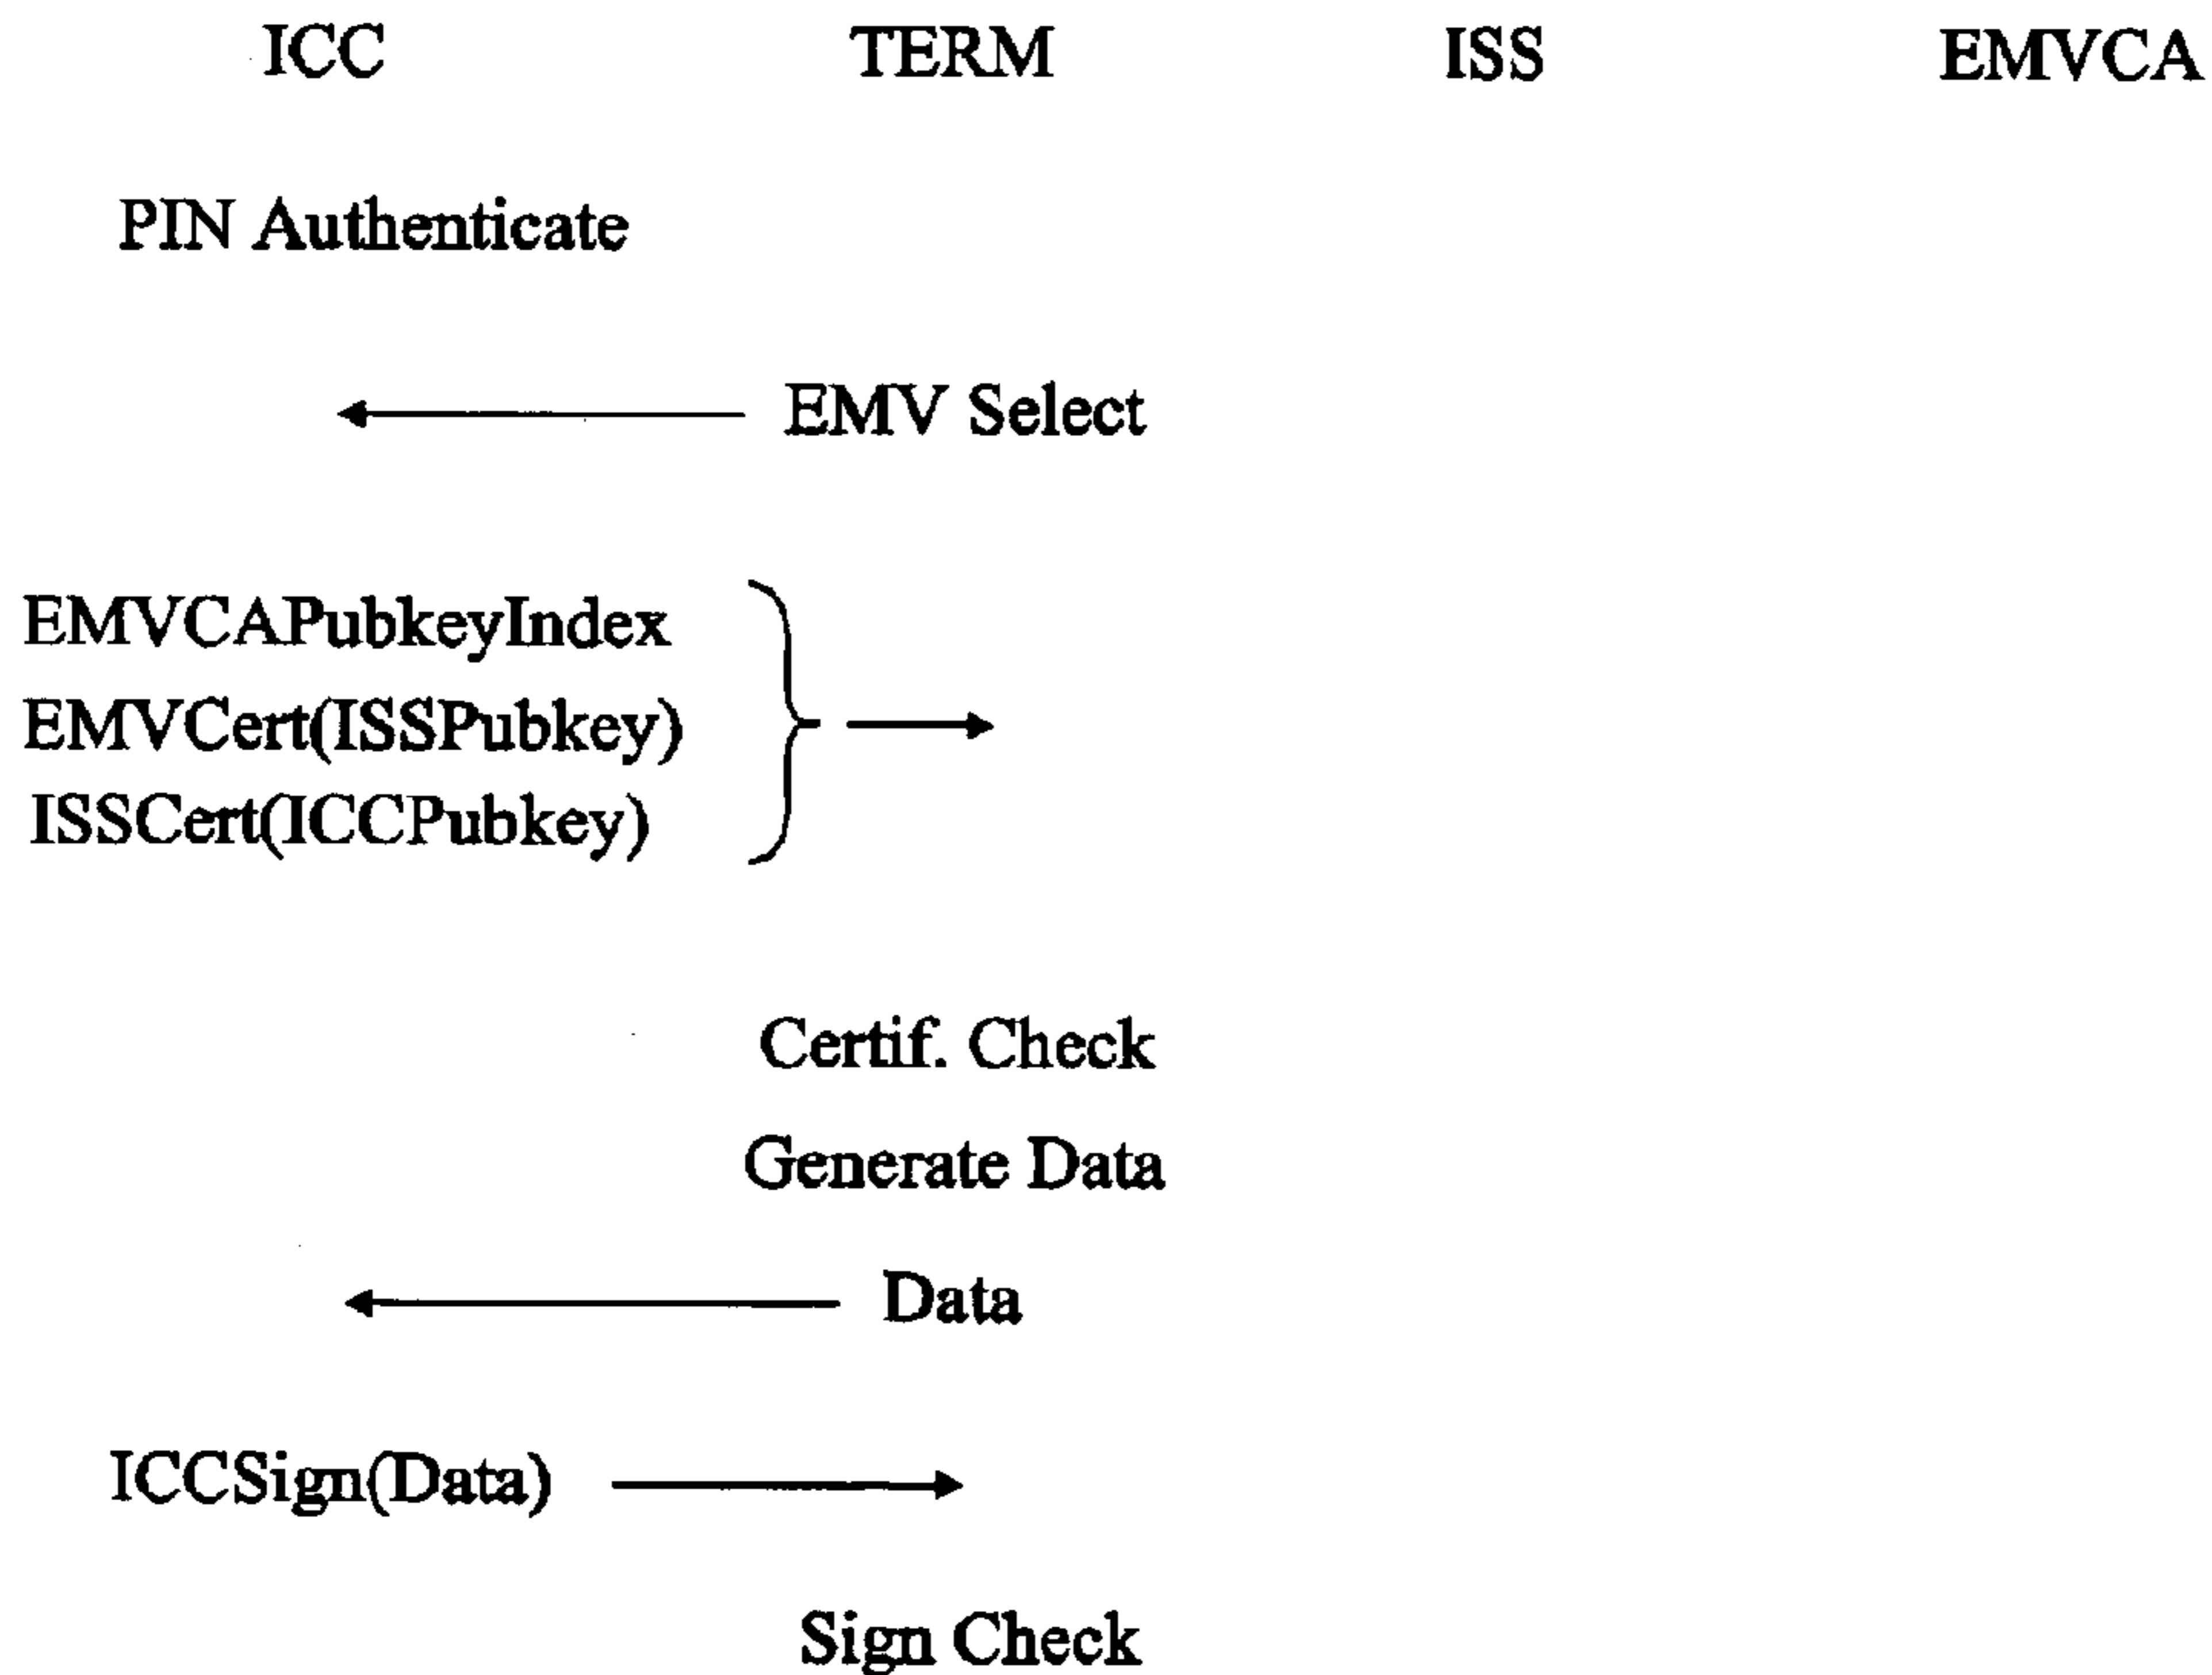 ICC TERM ISS EMVCA
PIN Authenticate
EMV Select
EMVCAPubkeyIndex
EMVCert(ISSPubkey)
ISSCert(ICCPubkey)
Certif. Check
Generate Data
Data
ICCSign(Data)
Sign Check